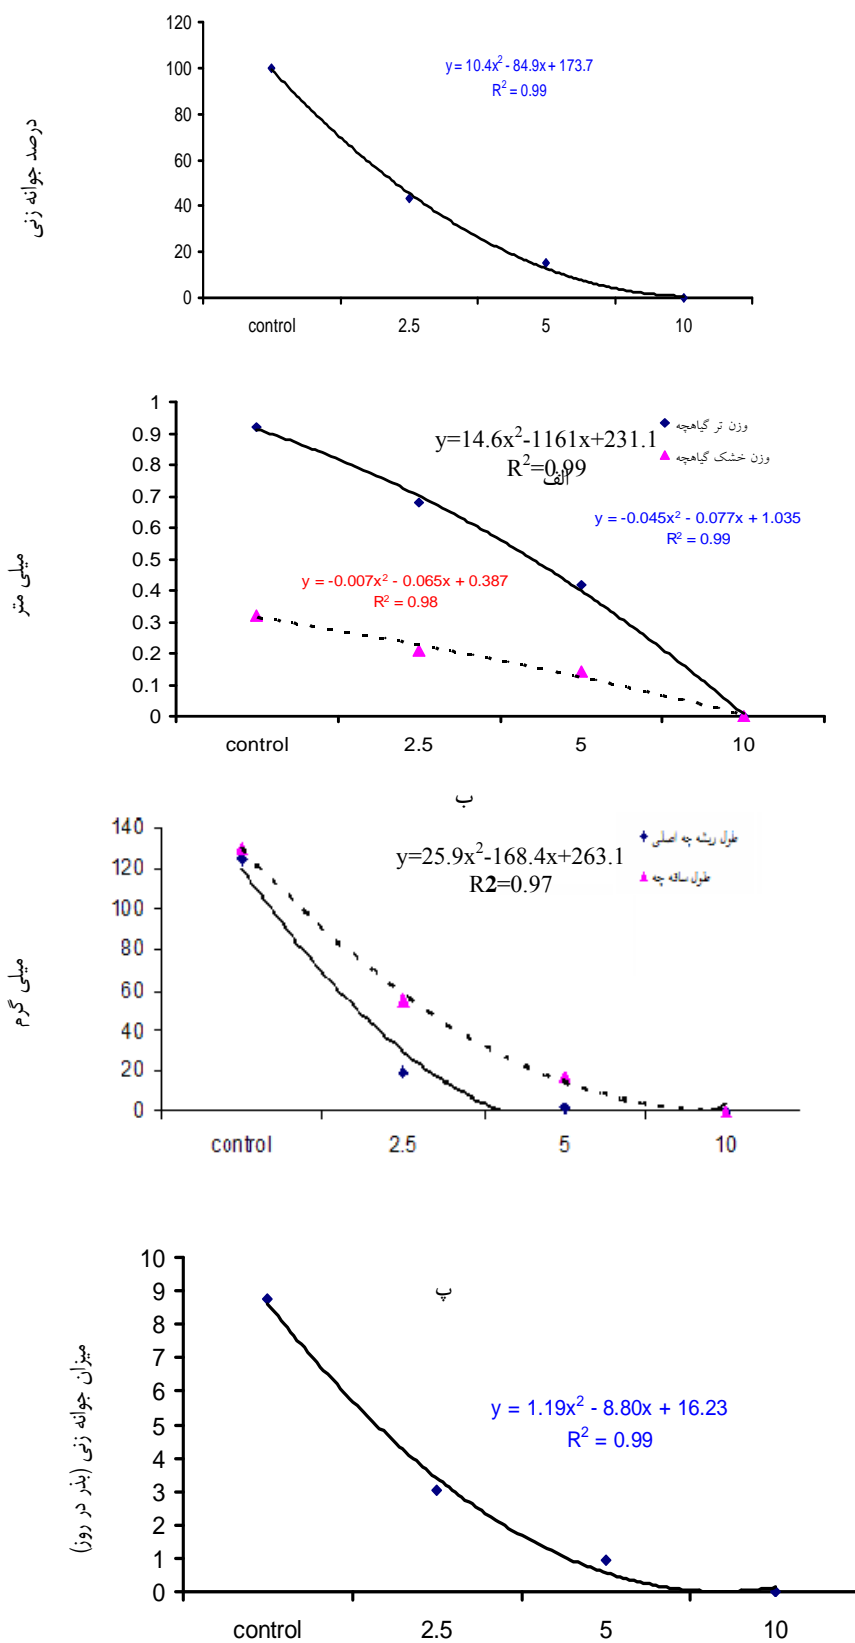 درصد جوانه زنی
120
100
80
60
40
20
0
y = 10.4x² - 84.9x + 173.7
R² = 0.99
control 2.5 5 10
میلی متر
1
0.9
0.8
0.7
0.6
0.5
0.4
0.3
0.2
0.1
0
وزن تر گیاهچه
وزن خشک گیاهچه
y=14.6x²-1161x+231.1
R²=0.99
الف
y = -0.045x² - 0.077x + 1.035
R² = 0.99
y = -0.007x² - 0.065x + 0.387
R² = 0.98
control 2.5 5 10
ب
میلی گرم
140
120
100
80
60
40
20
0
طول ریشه چه اصلی
طول ساقه چه
y=25.9x²-168.4x+263.1
R2=0.97
control 2.5 5 10
میزان جوانه زنی (بذر در روز)
10
9
8
7
6
5
4
3
2
1
0
پ
y = 1.19x² - 8.80x + 16.23
R² = 0.99
control 2.5 5 10